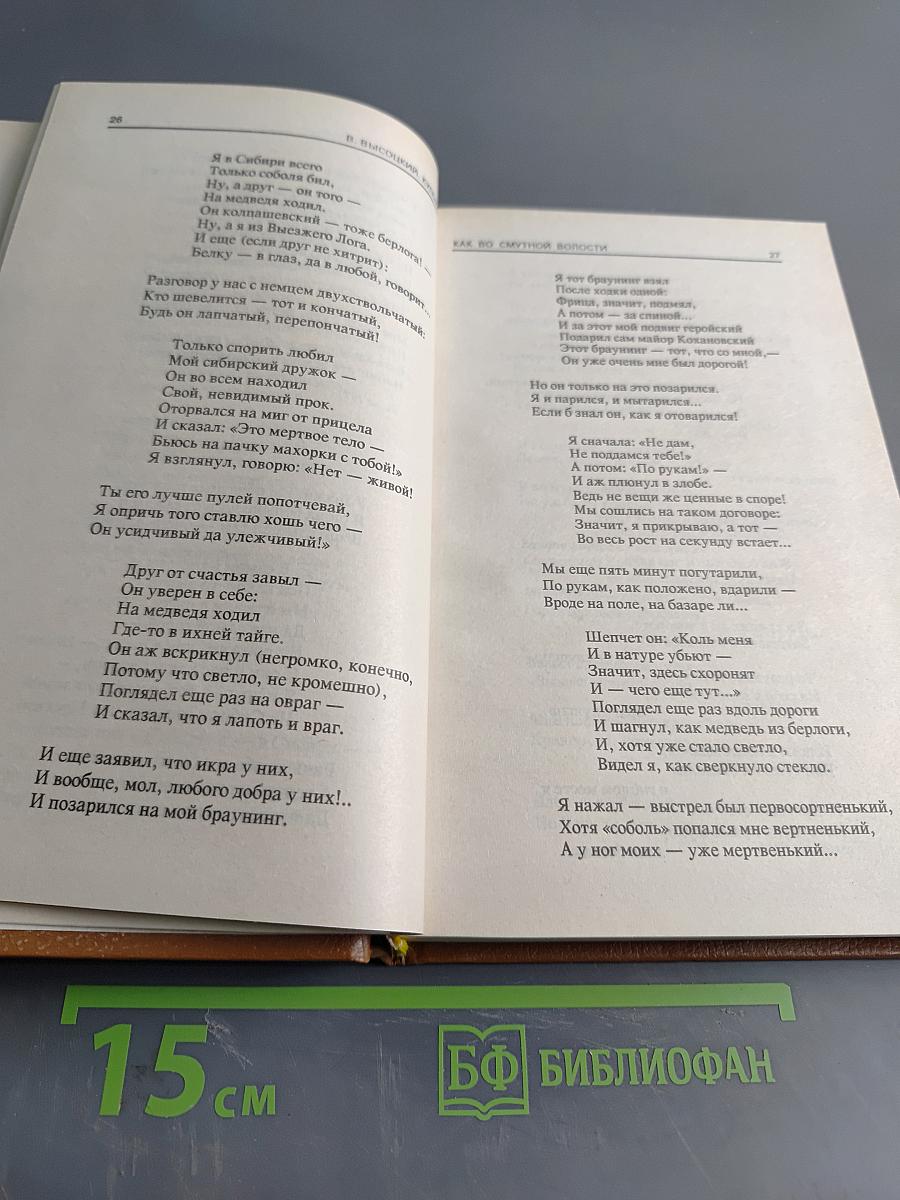 26
В. ВЫСОЦКИЙ.
Я в Сибири всего
Только соболя бил,
Ну, а друг — он того —
На медведя ходил.
Он колпашевский — тоже берлога! —
Ну, а я из Выезжего Лога.
И еще (если друг не хитрит):
Белку — в глаз, да в любой, говорит...
Разговор у нас с немцем двухствольчатый:
Кто шевелится — тот и кончатый,
Будь он лапчатый, перепончатый!
Только спорить любил
Мой сибирский дружок —
Он во всем находил
Свой, невидимый прок.
Оторвался на миг от прицела
И сказал: «Это мертвое тело —
Бьюсь на пачку махорки с тобой!»
Я взглянул, говорю: «Нет — живой!
Ты его лучше пулей попотчевай,
Я опричь того ставлю хошь чего —
Он усидчивый да улежчивый!»
Друг от счастья завыл —
Он уверен в себе:
На медведя ходил
Где-то в ихней тайге.
Он аж вскрикнул (негромко, конечно,
Потому что светло, не кромешно),
Поглядел еще раз на овраг —
И сказал, что я лапоть и враг.
И еще заявил, что икра у них,
И вообще, мол, любого добра у них!..
И позарился на мой браунинг.
КАК ВО СМУТНОЙ ВОЛОСТИ
27
Я тот браунинг взял
После ходки одной:
Фрица, значит, подмял,
А потом — за спиной...
И за этот мой подвиг геройский
Подарил сам майор Кохановский
Этот браунинг — тот, что со мной,—
Он уже очень мне был дорогой!
Но он только на это позарился.
Я и парился, и мытарился...
Если б знал он, как я отоварился!
Я сначала: «Не дам,
Не поддамся тебе!»
А потом: «По рукам!» —
И аж плюнул в злобе.
Ведь не вещи же ценные в споре!
Мы сошлись на таком договоре:
Значит, я прикрываю, а тот —
Во весь рост на секунду встает...
Мы еще пять минут погутарили,
По рукам, как положено, вдарили —
Вроде на поле, на базаре ли...
Шепчет он: «Коль меня
И в натуре убьют —
Значит, здесь схоронят
И — чего еще тут...»
Поглядел еще раз вдоль дороги
И шагнул, как медведь из берлоги,
И, хотя уже стало светло,
Видел я, как сверкнуло стекло.
Я нажал — выстрел был первосортненький,
Хотя «соболь» попался мне вертненький,
А у ног моих — уже мертвенький...
15 см
БФ БИБЛИОФАН